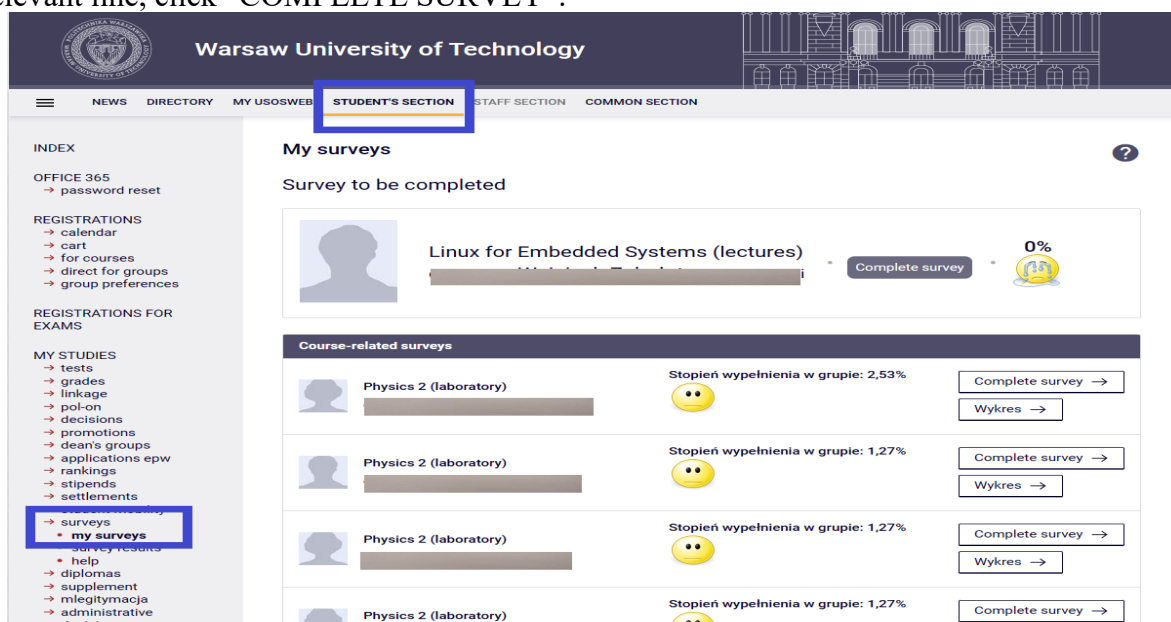 relevant line, click "COMPLETE SURVEY".
Warsaw University of Technology
NEWS DIRECTORY MY USOSWEB STUDENT'S SECTION STAFF SECTION COMMON SECTION
INDEX
OFFICE 365
→ password reset
REGISTRATIONS
→ calendar
→ cart
→ for courses
→ direct for groups
→ group preferences
REGISTRATIONS FOR
EXAMS
MY STUDIES
→ tests
→ grades
→ linkage
→ pol-on
→ decisions
→ promotions
→ dean's groups
→ applications epw
→ rankings
→ stipends
→ settlements
→ student mobility
→ surveys
• my surveys
• survey results
• help
→ diplomas
→ supplement
→ mlegitymacja
→ administrative
My surveys
?
Survey to be completed
Linux for Embedded Systems (lectures)
Complete survey
0%
Course-related surveys
Physics 2 (laboratory)
Stopień wypełnienia w grupie: 2,53%
Complete survey →
Wykres →
Physics 2 (laboratory)
Stopień wypełnienia w grupie: 1,27%
Complete survey →
Wykres →
Physics 2 (laboratory)
Stopień wypełnienia w grupie: 1,27%
Complete survey →
Wykres →
Physics 2 (laboratory)
Stopień wypełnienia w grupie: 1,27%
Complete survey →